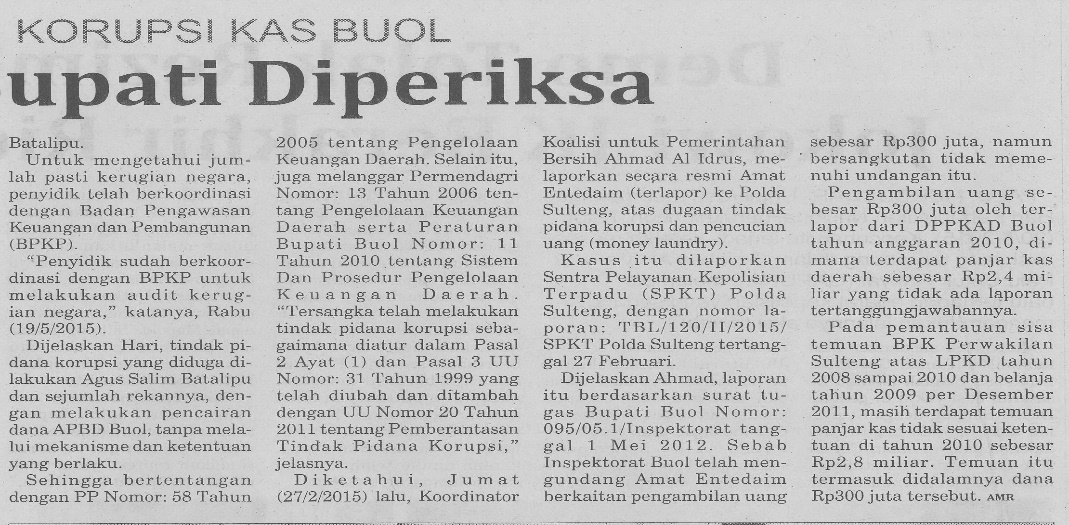 KORUPSI KAS BUOL
upati Diperiksa
Batalipu.
Untuk mengetahui jum-
lah pasti kerugian negara,
penyidik telah berkoordinasi
dengan Badan Pengawasan
Keuangan dan Pembangunan
(BPKP).
“Penyidik sudah berkoor-
dinasi dengan BPKP untuk
melakukan audit kerug-
ian negara,” katanya, Rabu
(19/5/2015).
Dijelaskan Hari, tindak pi-
dana korupsi yang diduga di-
lakukan Agus Salim Batalipu
dan sejumlah rekannya, den-
gan melakukan pencairan
dana APBD Buol, tanpa mela-
lui mekanisme dan ketentuan
yang berlaku.
Sehingga bertentangan
dengan PP Nomor: 58 Tahun
2005 tentang Pengelolaan
Keuangan Daerah. Selain itu,
juga melanggar Permendagri
Nomor: 13 Tahun 2006 ten-
tang Pengelolaan Keuangan
Daerah serta Peraturan
Bupati Buol Nomor: 11
Tahun 2010 tentang Sistem
Dan Prosedur Pengelolaan
Keuangan Daerah.
“Tersangka telah melakukan
tindak pidana korupsi seba-
gaimana diatur dalam Pasal
2 Ayat (1) dan Pasal 3 UU
Nomor: 31 Tahun 1999 yang
telah diubah dan ditambah
dengan UU Nomor 20 Tahun
2011 tentang Pemberantasan
Tindak Pidana Korupsi,”
jelasnya.
Diketahui, Jumat
(27/2/2015) lalu, Koordinator
Koalisi untuk Pemerintahan
Bersih Ahmad Al Idrus, me-
laporkan secara resmi Amat
Entedaim (terlapor) ke Polda
Sulteng, atas dugaan tindak
pidana korupsi dan pencucian
uang (money laundry).
Kasus itu dilaporkan
Sentra Pelayanan Kepolisian
Terpadu (SPKT) Polda
Sulteng, dengan nomor la-
poran: TBL/120/II/2015/
SPKT Polda Sulteng tertang-
gal 27 Februari.
Dijelaskan Ahmad, laporan
itu berdasarkan surat tu-
gas Bupati Buol Nomor:
095/05.1/Inspektorat tang-
gal 1 Mei 2012. Sebab
Inspektorat Buol telah men-
gundang Amat Entedaim
berkaitan pengambilan uang
sebesar Rp300 juta, namun
bersangkutan tidak meme-
nuhi undangan itu.
Pengambilan uang se-
besar Rp300 juta oleh ter-
lapor dari DPPKAD Buol
tahun anggaran 2010, di-
mana terdapat panjar kas
daerah sebesar Rp2,4 mi-
liar yang tidak ada laporan
tertanggungjawabannya.
Pada pemantauan sisa
temuan BPK Perwakilan
Sulteng atas LPKD tahun
2008 sampai 2010 dan belanja
tahun 2009 per Desember
2011, masih terdapat temuan
panjar kas tidak sesuai keten-
tuan di tahun 2010 sebesar
Rp2,8 miliar. Temuan itu
termasuk didalamnya dana
Rp300 juta tersebut. AMR